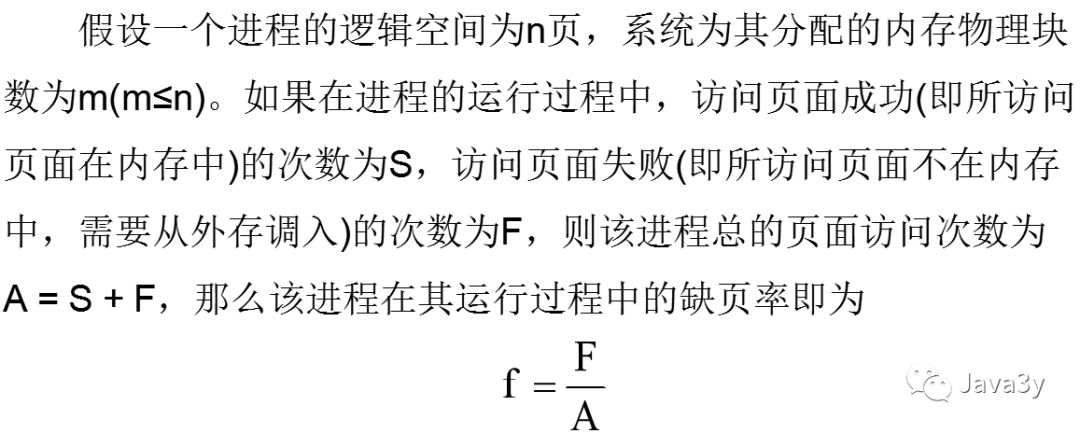 假设一个进程的逻辑空间为n页，系统为其分配的内存物理块
数为m(m≤n)。如果在进程的运行过程中，访问页面成功(即所访问
页面在内存中)的次数为S，访问页面失败(即所访问页面不在内存
中，需要从外存调入)的次数为F，则该进程总的页面访问次数为
A = S + F，那么该进程在其运行过程中的缺页率即为
f = F/A
Java3y